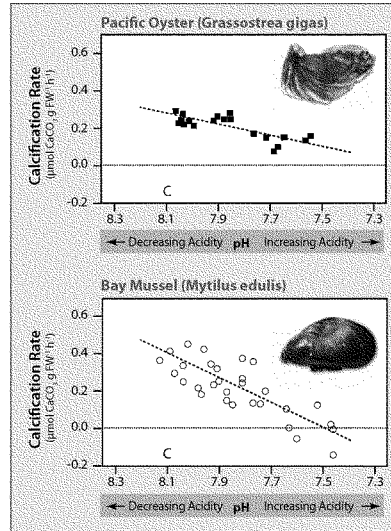 Pacific Oyster (Grassostrea gigas)
Calcification Rate
(µmol CaCO₃ g FW⁻¹ h⁻¹)
0.6
0.4
0.2
0.0
-0.2
C
8.3 8.1 7.9 7.7 7.5 7.3
← Decreasing Acidity pH Increasing Acidity →
Bay Mussel (Mytilus edulis)
Calcification Rate
(µmol CaCO₃ g FW⁻¹ h⁻¹)
0.6
0.4
0.2
0.0
0.2
C
8.3 8.1 7.9 7.7 7.5 7.3
← Decreasing Acidity pH Increasing Acidity →